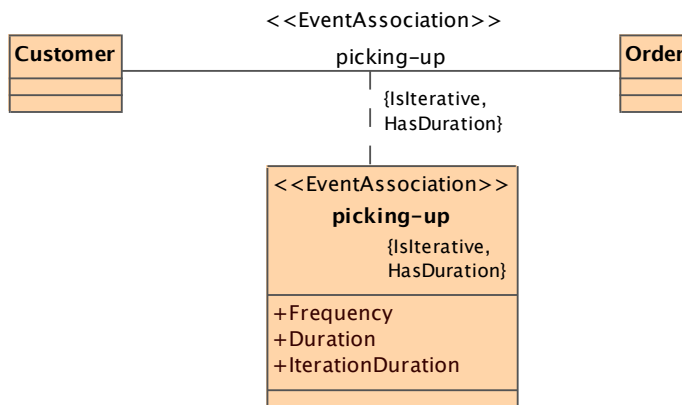 <<EventAssociation>>
Customer
picking-up
Order
{IsIterative,
HasDuration}
<<EventAssociation>>
picking-up
{IsIterative,
HasDuration}
+Frequency
+Duration
+IterationDuration